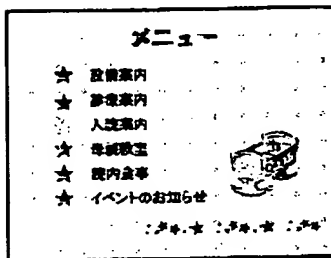 メニュー
★ 設備案内
★ 診療案内
入院案内
★ 母親教室
★ 院内食事
★ イベントのお知らせ